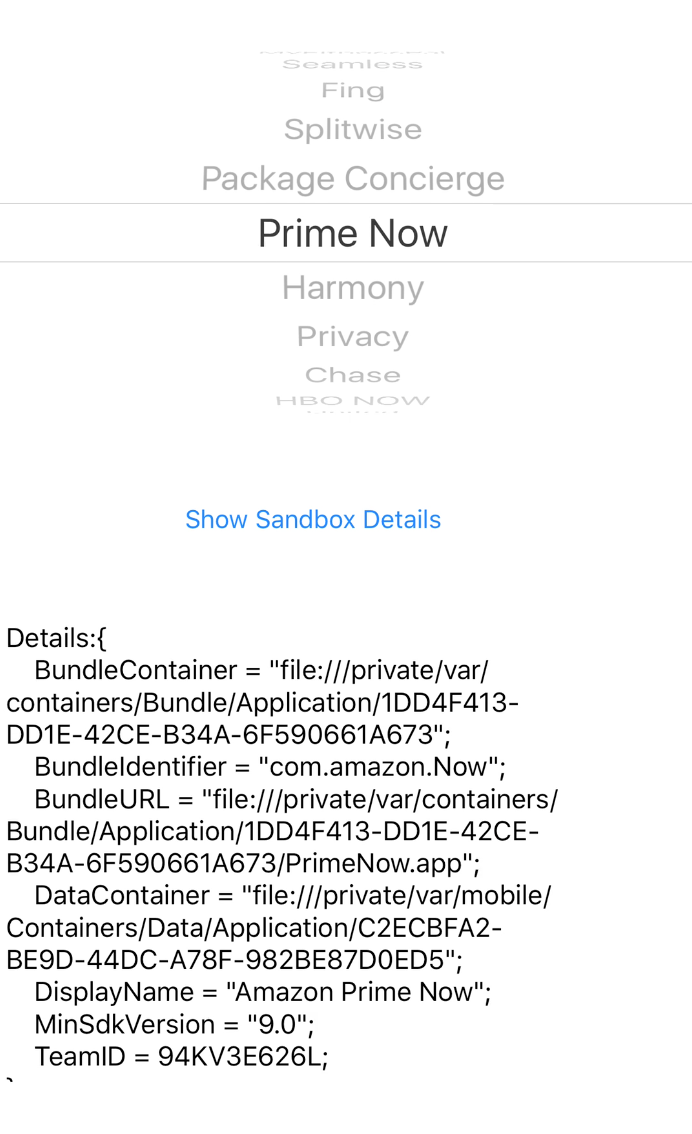 Seamless
Fing
Splitwise
Package Concierge
Prime Now
Harmony
Privacy
Chase
HBO NOW
Show Sandbox Details
Details:{
BundleContainer = "file:///private/var/
containers/Bundle/Application/1DD4F413-
DD1E-42CE-B34A-6F590661A673";
BundleIdentifier = "com.amazon.Now";
BundleURL = "file:///private/var/containers/
Bundle/Application/1DD4F413-DD1E-42CE-
B34A-6F590661A673/PrimeNow.app";
DataContainer = "file:///private/var/mobile/
Containers/Data/Application/C2ECBFA2-
BE9D-44DC-A78F-982BE87D0ED5";
DisplayName = "Amazon Prime Now";
MinSdkVersion = "9.0";
TeamID = 94KV3E626L;